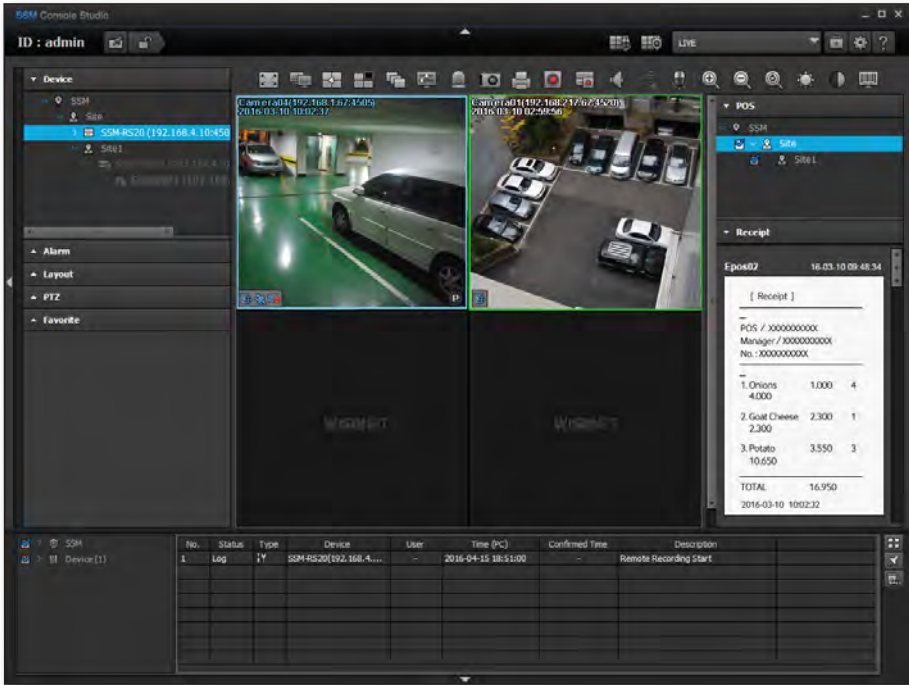 SSM Console Studio
ID : admin
LIVE
?
Device
SSM
Site
SSM-RS20 (192.168.4.10:450
Site1
Alarm
Layout
PTZ
Favorite
Camera04(192.168.1.67:4505)
2016-03-10 10:02:37
P
Camera01(192.168.217.67:4520)
2016-03-10 02:59:56
WISENET
WISENET
POS
SSM
Site
Site1
Receipt
Epos02 16-03-10 09:48:34
[ Receipt ]
POS / XXXXXXXXXX
Manager / XXXXXXXXXX
No. : XXXXXXXXXX
1. Onions 1.000 4
4.000
2. Goat Cheese 2.300 1
2.300
3. Potato 3.550 3
10.650
TOTAL 16.950
2016-03-10 10:02:32
SSM
Device(1)
No. Status Type Device User Time (PC) Confirmed Time Description
1 Log SSM-RS20(192.168.4.... - 2016-04-15 18:51:00 - Remote Recording Start